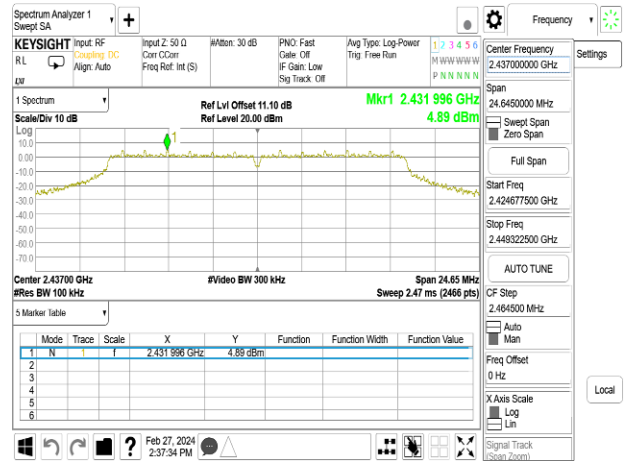 Spectrum Analyzer 1
Swept SA
+
Frequency
KEYSIGHT
RL
Input: RF
Coupling: DC
Align: Auto
Input Z: 50 Ω
Corr CCorr
Freq Ref: Int (S)
#Atten: 30 dB
PNO: Fast
Gate: Off
IF Gain: Low
Sig Track: Off
Avg Type: Log-Power
Trig: Free Run
1 2 3 4 5 6
M W W W W W
P N N N N N
Center Frequency
2.437000000 GHz
Settings
1 Spectrum
Scale/Div 10 dB
Ref Lvl Offset 11.10 dB
Ref Level 20.00 dBm
Mkr1 2.431 996 GHz
4.89 dBm
Span
24.6450000 MHz
Swept Span
Zero Span
Full Span
Start Freq
2.424677500 GHz
Stop Freq
2.449322500 GHz
AUTO TUNE
CF Step
2.464500 MHz
Auto
Man
Freq Offset
0 Hz
X Axis Scale
Log
Lin
Local
Signal Track
(Span Zoom)
Log
10.0
0.00
-10.0
-20.0
-30.0
-40.0
-50.0
-60.0
-70.0
1
Center 2.43700 GHz
#Res BW 100 kHz
#Video BW 300 kHz
Span 24.65 MHz
Sweep 2.47 ms (2466 pts)
5 Marker Table
Mode Trace Scale X Y Function Function Width Function Value
1 N 1 f 2.431 996 GHz 4.89 dBm
2
3
4
5
6
?
Feb 27, 2024
2:37:34 PM